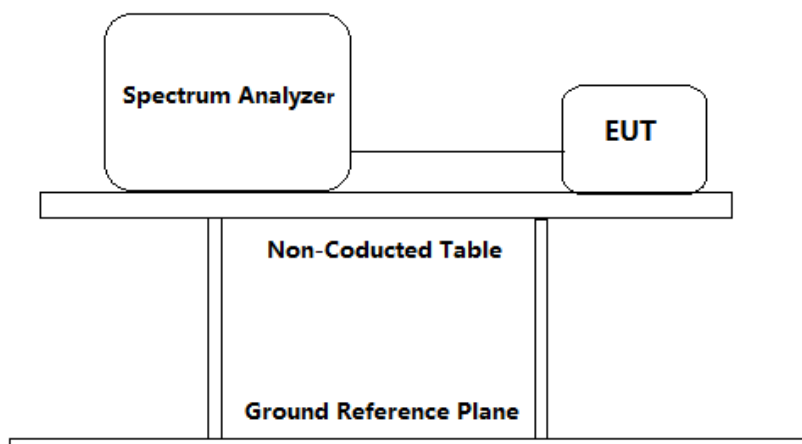 Spectrum Analyzer
EUT
Non-Coducted Table
Ground Reference Plane